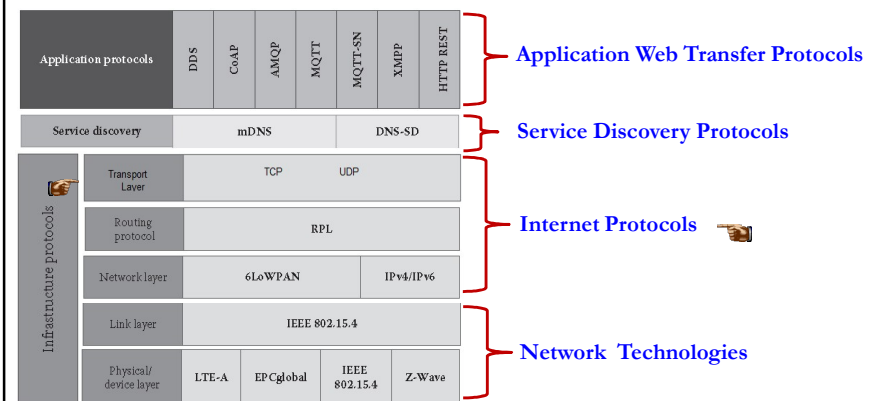 Application protocols
DDS
CoAP
AMQP
MQTT
MQTT-SN
XMPP
HTTP REST
Application Web Transfer Protocols
Service discovery
mDNS
DNS-SD
Service Discovery Protocols
Infrastructure protocols
Transport
Laver
TCP
UDP
Routing
protocol
RPL
Internet Protocols
Network layer
6LoWPAN
IPv4/IPv6
Link layer
IEEE 802.15.4
Network Technologies
Physical/
device layer
LTE-A
EPCglobal
IEEE
802.15.4
Z-Wave